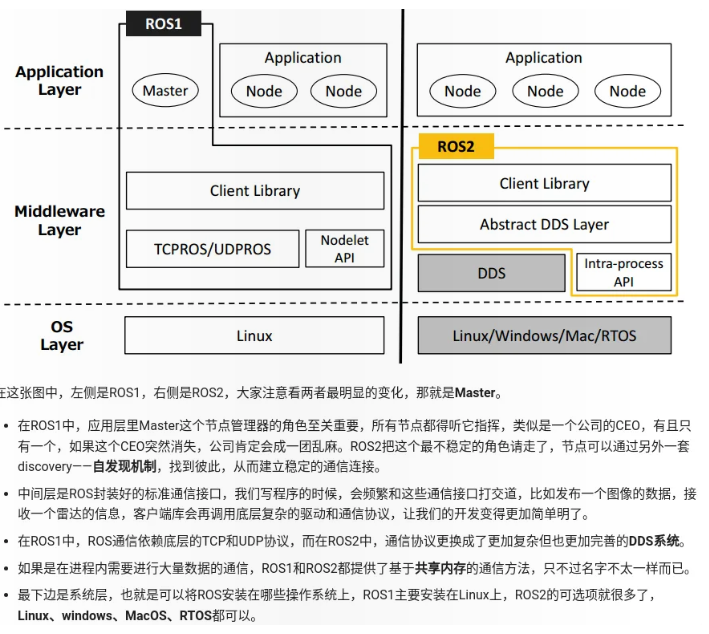 ROS1
Application Layer
Master
Application
Node
Node
Application
Node
Node
Node
ROS2
Middleware Layer
Client Library
TCPROS/UDPROS
Nodelet API
Client Library
Abstract DDS Layer
DDS
Intra-process API
OS Layer
Linux
Linux/Windows/Mac/RTOS
在这张图中，左侧是ROS1，右侧是ROS2，大家注意看两者最明显的变化，那就是Master。
• 在ROS1中，应用层里Master这个节点管理器的角色至关重要，所有节点都得听它指挥，类似是一个公司的CEO，有且只
有一个，如果这个CEO突然消失，公司肯定会成一团乱麻。ROS2把这个最不稳定的角色请走了，节点可以通过另外一套
discovery——自发现机制，找到彼此，从而建立稳定的通信连接。
• 中间层是ROS封装好的标准通信接口，我们写程序的时候，会频繁和这些通信接口打交道，比如发布一个图像的数据，接
收一个雷达的信息，客户端库会再调用底层复杂的驱动和通信协议，让我们的开发变得更加简单明了。
• 在ROS1中，ROS通信依赖底层的TCP和UDP协议，而在ROS2中，通信协议更换成了更加复杂但也更加完善的DDS系统。
• 如果是在进程内需要进行大量数据的通信，ROS1和ROS2都提供了基于共享内存的通信方法，只不过名字不太一样而已。
• 最下边是系统层，也就是可以将ROS安装在哪些操作系统上，ROS1主要安装在Linux上，ROS2的可选项就很多了，
Linux、windows、MacOS、RTOS都可以。